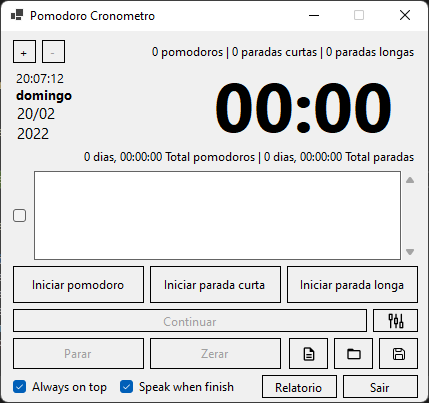 Pomodoro Cronometro
+ -
0 pomodoros | 0 paradas curtas | 0 paradas longas
20:07:12
domingo
20/02
2022
00:00
0 dias, 00:00:00 Total pomodoros | 0 dias, 00:00:00 Total paradas
Iniciar pomodoro Iniciar parada curta Iniciar parada longa
Continuar
Parar Zerar
Always on top Speak when finish Relatorio Sair